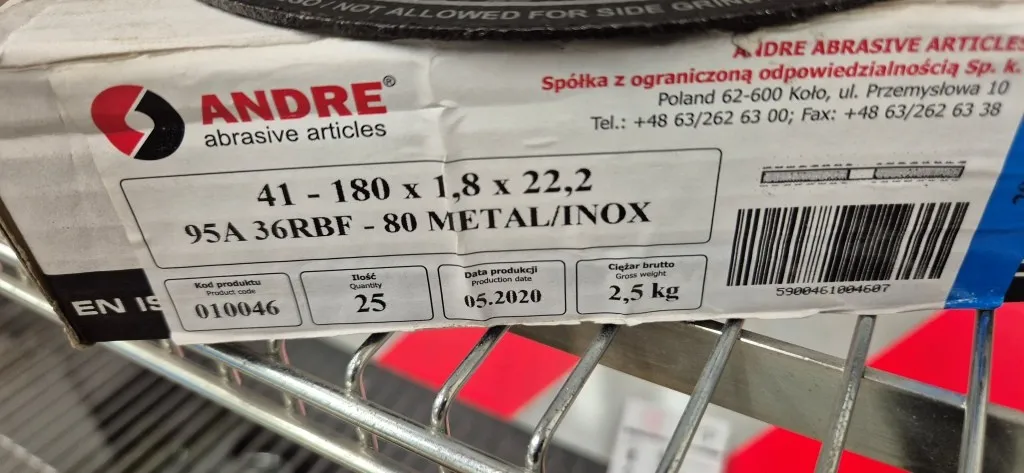 / NOT ALLOWED FOR SIDE GRIN
ANDRE®
abrasive articles
ANDRE ABRASIVE ARTICLES
Spółka z ograniczoną odpowiedzialnością Sp. k.
Poland 62-600 Koło, ul. Przemysłowa 10
Tel.: +48 63/262 63 00; Fax: +48 63/262 63 38
41 - 180 x 1,8 x 22,2
95A 36RBF - 80 METAL/INOX
EN IS
Kod produktu
Product code
010046
Ilość
Quantity
25
Data produkcji
Production date
05.2020
Ciężar brutto
Gross weight
2,5 kg
5900461004607